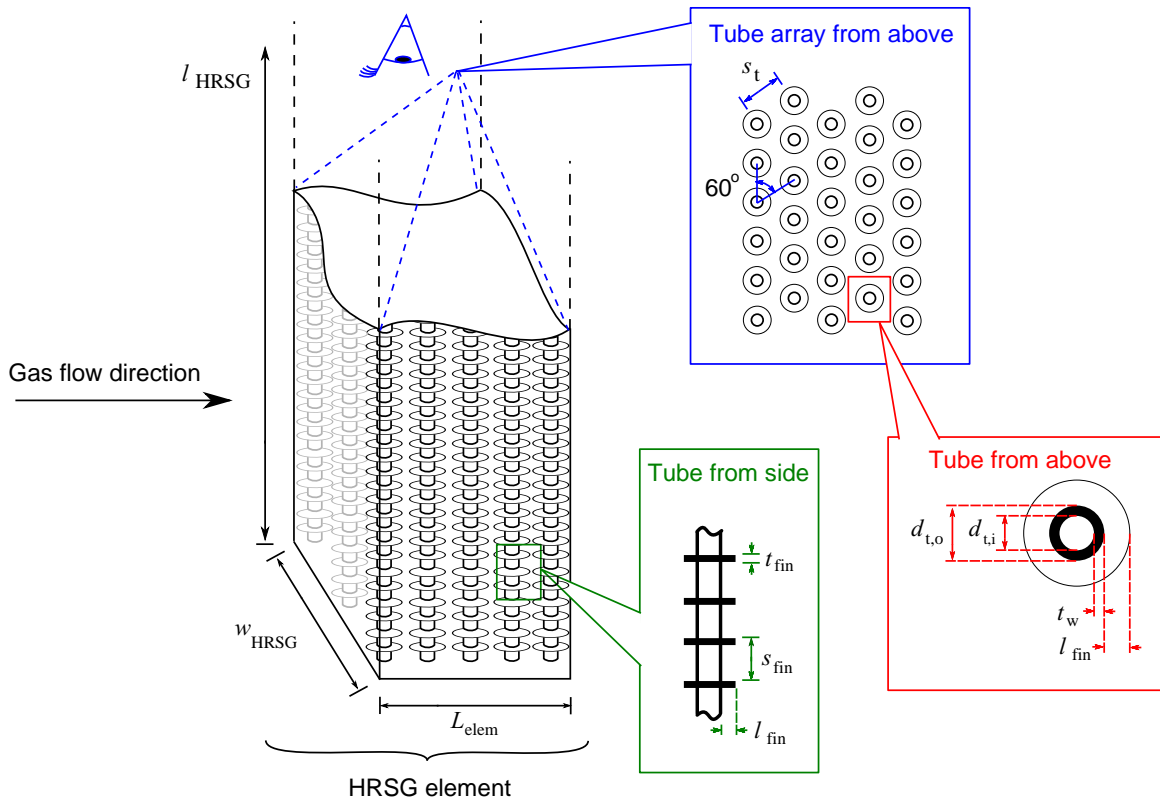 l HRSG
Gas flow direction
w HRSG
L elem
HRSG element
Tube array from above
s t
60°
Tube from side
t fin
s fin
l fin
Tube from above
d t,o
d t,i
t w
l fin